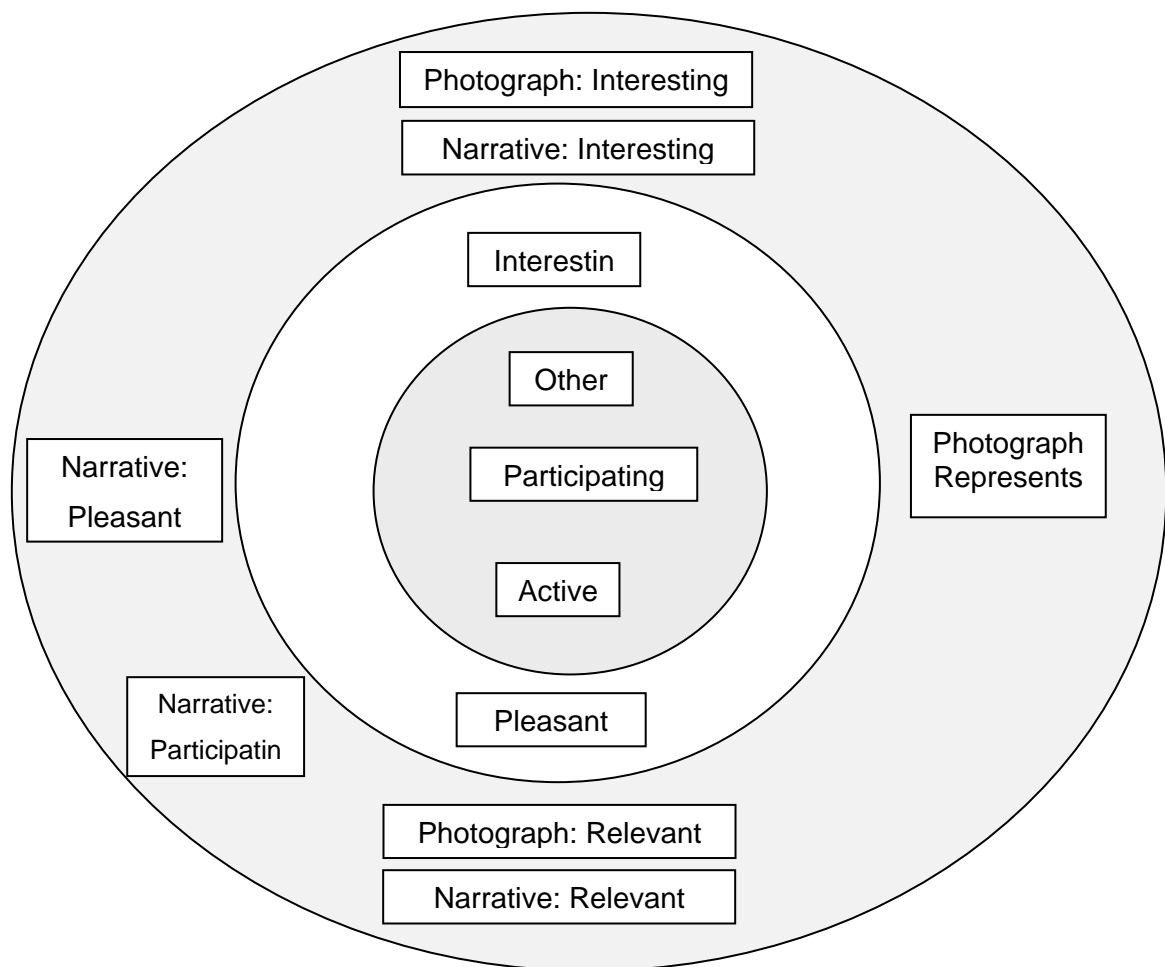 Photograph: Interesting
Narrative: Interesting
Interestin
Other
Participating
Active
Pleasant
Narrative:
Pleasant
Photograph
Represents
Narrative:
Participatin
Photograph: Relevant
Narrative: Relevant